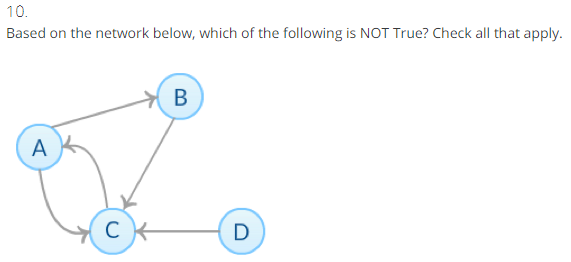 10.
Based on the network below, which of the following is NOT True? Check all that apply.
B
A
C
D